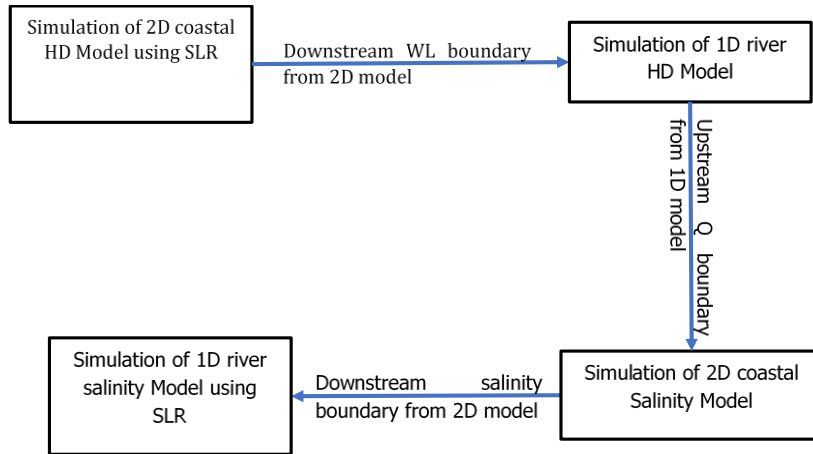 Simulation of 2D coastal
HD Model using SLR
Downstream WL boundary
from 2D model
Simulation of 1D river
HD Model
Upstream Q boundary
from 1D model
Simulation of 2D coastal
Salinity Model
Downstream salinity
boundary from 2D model
Simulation of 1D river
salinity Model using
SLR